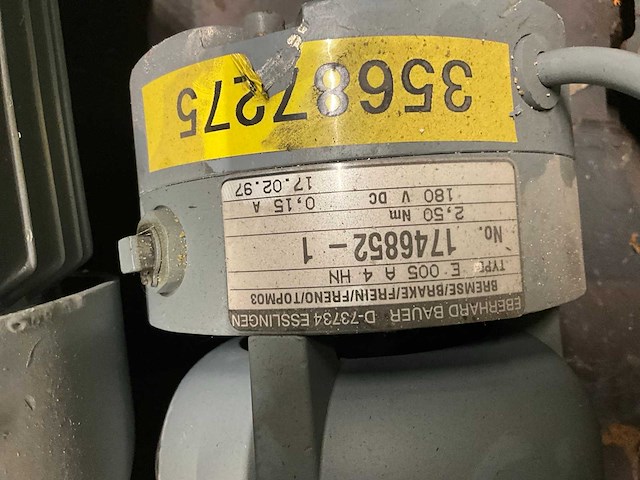 EBERHARD BAUER D-73734 ESSLINGEN
BREMSE/BRAKE/FREIN/FRENO/TOPMO3
TYPE E 005 A 4 HN
No. 1746852-1
2,50 Nm
180 V DC 0,15 A
17.02.97
35687275